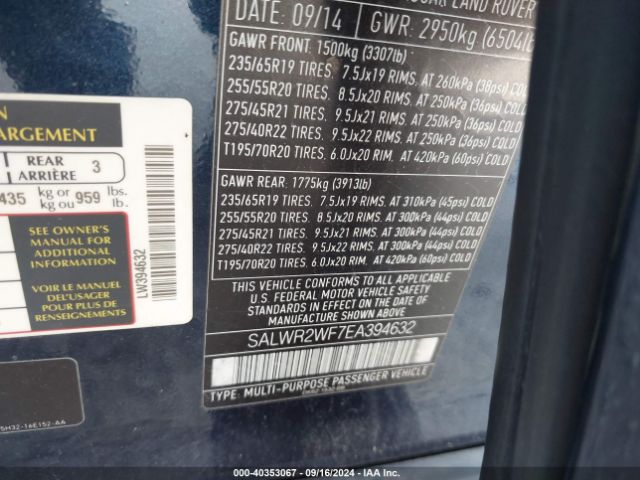 GUAR LAND ROVER
DATE: 09/14 GWR: 2950kg (6504lb
GAWR FRONT: 1500kg (3307lb)
235/65R19 TIRES. 7.5Jx19 RIMS. AT 260kPa (38psi) COLD
255/55R20 TIRES. 8.5Jx20 RIMS. AT 250kPa (36psi) COLD
275/45R21 TIRES. 9.5Jx21 RIMS. AT 250kPa (36psi) COLD
275/40R22 TIRES. 9.5Jx22 RIMS. AT 250kPa (36psi) COLD
T195/70R20 TIRES. 6.0Jx20 RIM. AT 420kPa (60psi) COLD
GAWR REAR: 1775kg (3913lb)
235/65R19 TIRES. 7.5Jx19 RIMS. AT 310kPa (45psi) COLD
255/55R20 TIRES. 8.5Jx20 RIMS. AT 300kPa (44psi) COLD
275/45R21 TIRES. 9.5Jx21 RIMS. AT 300kPa (44psi) COLD
275/40R22 TIRES. 9.5Jx22 RIMS. AT 300kPa (44psi) COLD
T195/70R20 TIRES. 6.0Jx20 RIM. AT 420kPa (60psi) COLD
THIS VEHICLE CONFORMS TO ALL APPLICABLE
U.S. FEDERAL MOTOR VEHICLE SAFETY
STANDARDS IN EFFECT ON THE DATE OF
MANUFACTURE SHOWN ABOVE.
SALWR2WF7EA394632
TYPE: MULTI-PURPOSE PASSENGER VEHICLE
ON
ARGEMENT
REAR
ARRIÈRE 3
435 kg or kg ou 959 lbs. lb.
SEE OWNER'S
MANUAL FOR
ADDITIONAL
INFORMATION
VOIR LE MANUEL
DE L'USAGER
POUR PLUS DE
RENSEIGNEMENTS
LW394632
5H32-16E152-AA
000-40353067 - 09/16/2024 - IAA, Inc.